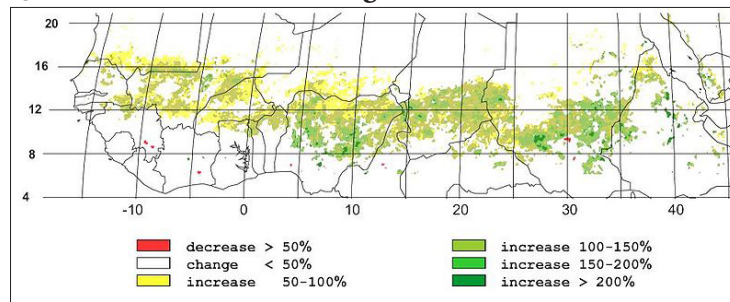 20
16
12
8
4
-10 0 10 20 30 40
decrease > 50%
change < 50%
increase 50-100%
increase 100-150%
increase 150-200%
increase > 200%